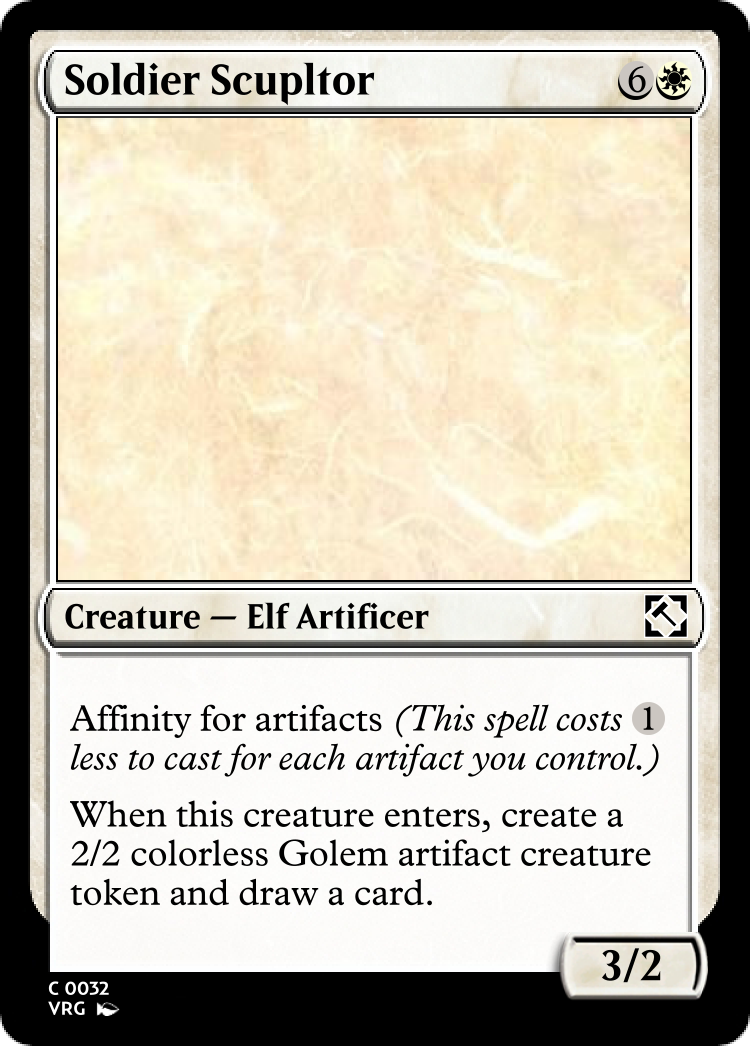 Soldier Scupltor 6
Creature — Elf Artificer
Affinity for artifacts (This spell costs 1
less to cast for each artifact you control.)
When this creature enters, create a
2/2 colorless Golem artifact creature
token and draw a card.
3/2
C 0032
VRG